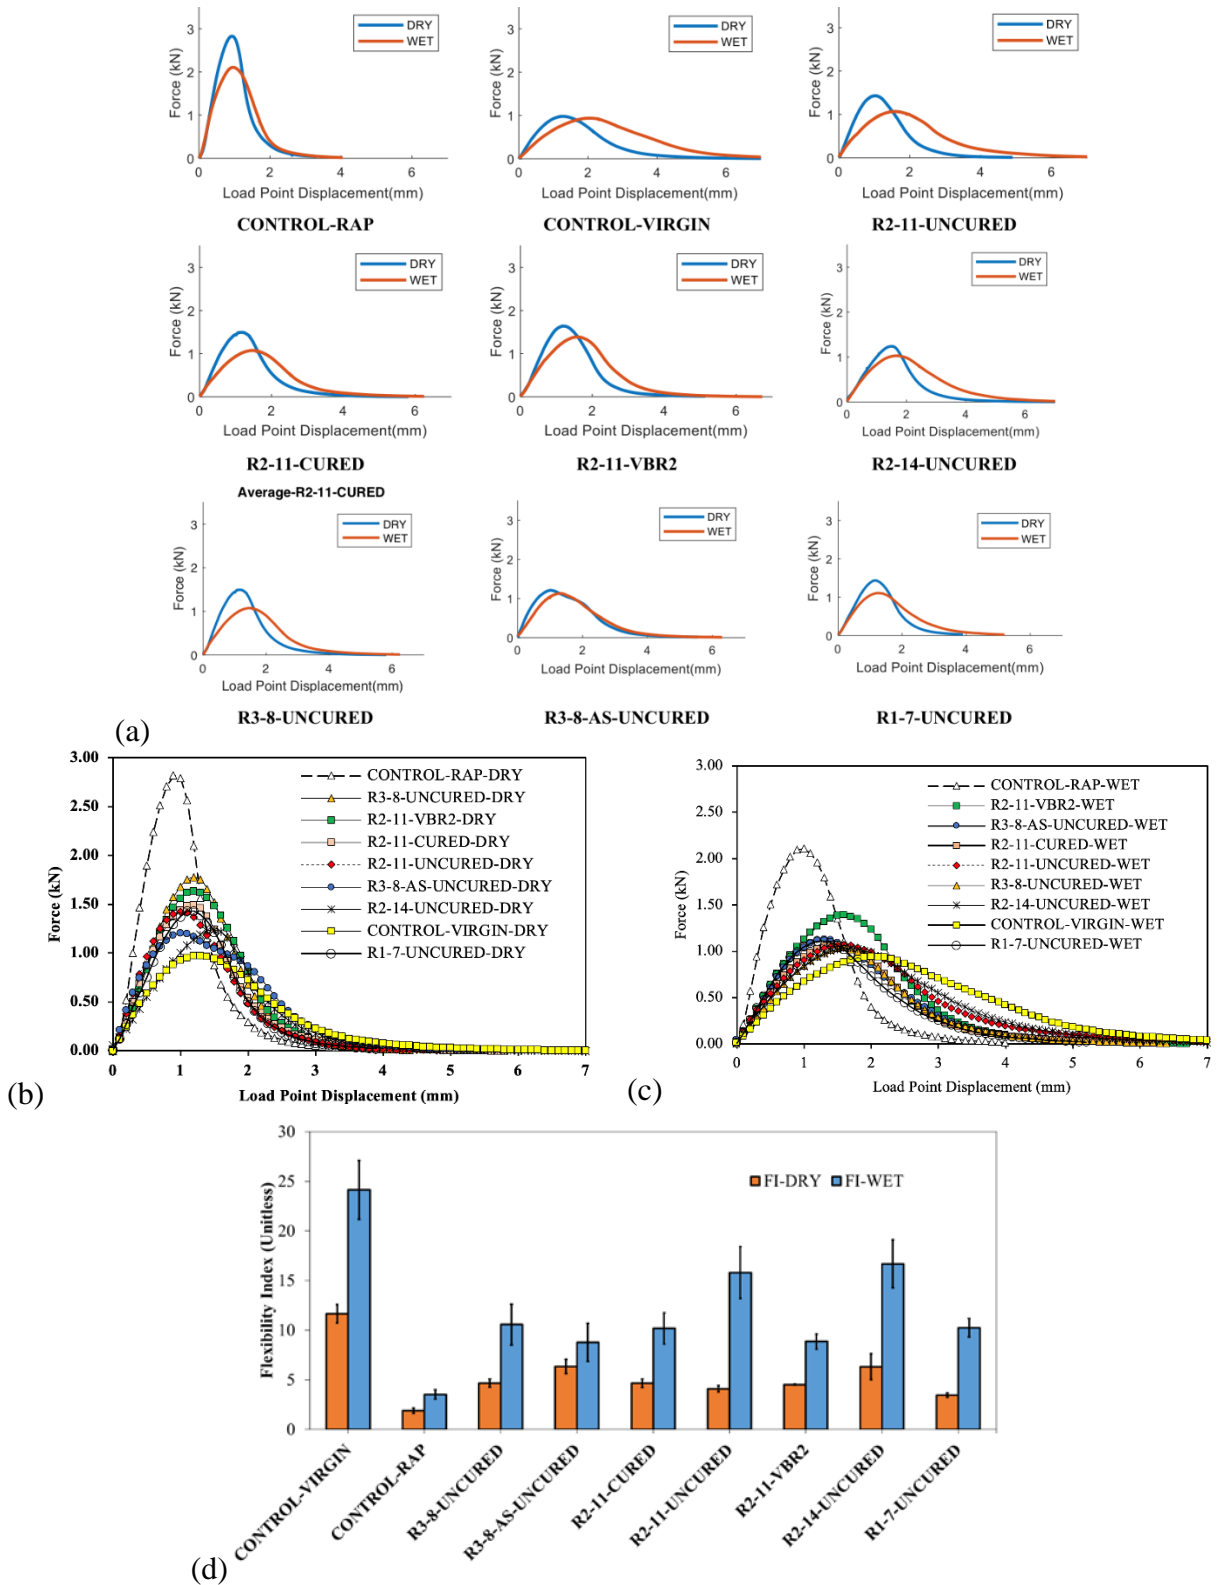 DRY
WET
3
2
1
0
Force (kN)
0 2 4 6
Load Point Displacement(mm)
CONTROL-RAP
DRY
WET
3
2
1
0
Force (kN)
0 2 4 6
Load Point Displacement(mm)
CONTROL-VIRGIN
DRY
WET
3
2
1
0
Force (kN)
0 2 4 6
Load Point Displacement(mm)
R2-11-UNCURED
DRY
WET
3
2
1
0
Force (kN)
0 2 4 6
Load Point Displacement(mm)
R2-11-CURED
DRY
WET
3
2
1
0
Force (kN)
0 2 4 6
Load Point Displacement(mm)
R2-11-VBR2
DRY
WET
3
2
1
0
Force (kN)
0 2 4 6
Load Point Displacement(mm)
R2-14-UNCURED
Average-R2-11-CURED
DRY
WET
3
2
1
0
Force (kN)
0 2 4 6
Load Point Displacement(mm)
R3-8-UNCURED
DRY
WET
3
2
1
0
Force (kN)
0 2 4 6
Load Point Displacement(mm)
R3-8-AS-UNCURED
DRY
WET
3
2
1
0
Force (kN)
0 2 4 6
Load Point Displacement(mm)
R1-7-UNCURED
(a)
3.00
2.50
2.00
1.50
1.00
0.50
0.00
Force (kN)
CONTROL-RAP-DRY
R3-8-UNCURED-DRY
R2-11-VBR2-DRY
R2-11-CURED-DRY
R2-11-UNCURED-DRY
R3-8-AS-UNCURED-DRY
R2-14-UNCURED-DRY
CONTROL-VIRGIN-DRY
R1-7-UNCURED-DRY
0 1 2 3 4 5 6 7
Load Point Displacement (mm)
(b)
3.00
2.50
2.00
1.50
1.00
0.50
0.00
Force (kN)
CONTROL-RAP-WET
R2-11-VBR2-WET
R3-8-AS-UNCURED-WET
R2-11-CURED-WET
R2-11-UNCURED-WET
R3-8-UNCURED-WET
R2-14-UNCURED-WET
CONTROL-VIRGIN-WET
R1-7-UNCURED-WET
0 1 2 3 4 5 6 7
Load Point Displacement (mm)
(c)
30
25
20
15
10
5
0
Flexibility Index (Unitless)
FI-DRY FI-WET
CONTROL-VIRGIN
CONTROL-RAP
R3-8-UNCURED
R3-8-AS-UNCURED
R2-11-CURED
R2-11-UNCURED
R2-11-VBR2
R2-14-UNCURED
R1-7-UNCURED
(d)